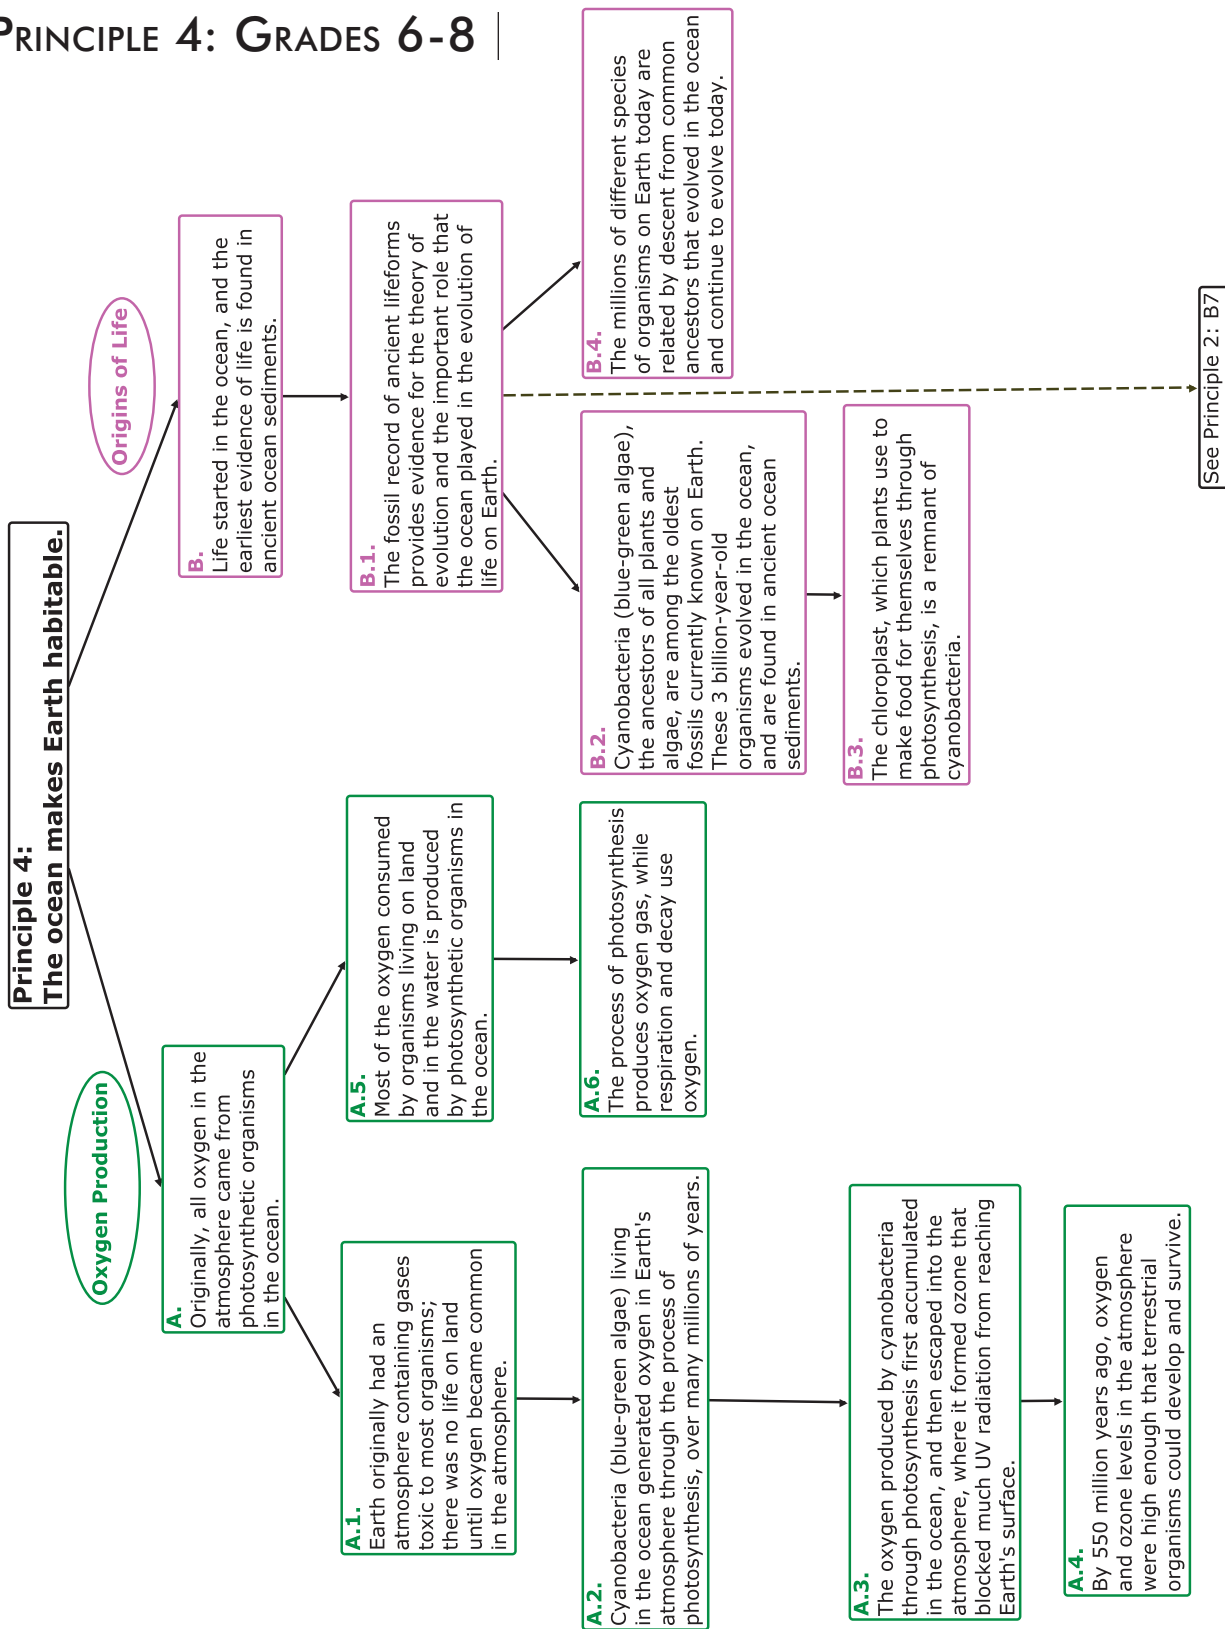 PRINCIPLE 4: GRADES 6-8
Principle 4:
The ocean makes Earth habitable.
Oxygen Production
A.
Originally, all oxygen in the
atmosphere came from
photosynthetic organisms
in the ocean.
A.1.
Earth originally had an
atmosphere containing gases
toxic to most organisms;
there was no life on land
until oxygen became common
in the atmosphere.
A.2.
Cyanobacteria (blue-green algae) living
in the ocean generated oxygen in Earth's
atmosphere through the process of
photosynthesis, over many millions of years.
A.3.
The oxygen produced by cyanobacteria
through photosynthesis first accumulated
in the ocean, and then escaped into the
atmosphere, where it formed ozone that
blocked much UV radiation from reaching
Earth's surface.
A.4.
By 550 million years ago, oxygen
and ozone levels in the atmosphere
were high enough that terrestrial
organisms could develop and survive.
A.5.
Most of the oxygen consumed
by organisms living on land
and in the water is produced
by photosynthetic organisms in
the ocean.
A.6.
The process of photosynthesis
produces oxygen gas, while
respiration and decay use
oxygen.
Origins of Life
B.
Life started in the ocean, and the
earliest evidence of life is found in
ancient ocean sediments.
B.1.
The fossil record of ancient lifeforms
provides evidence for the theory of
evolution and the important role that
the ocean played in the evolution of
life on Earth.
B.2.
Cyanobacteria (blue-green algae),
the ancestors of all plants and
algae, are among the oldest
fossils currently known on Earth.
These 3 billion-year-old
organisms evolved in the ocean,
and are found in ancient ocean
sediments.
B.3.
The chloroplast, which plants use to
make food for themselves through
photosynthesis, is a remnant of
cyanobacteria.
B.4.
The millions of different species
of organisms on Earth today are
related by descent from common
ancestors that evolved in the ocean
and continue to evolve today.
See Principle 2: B7